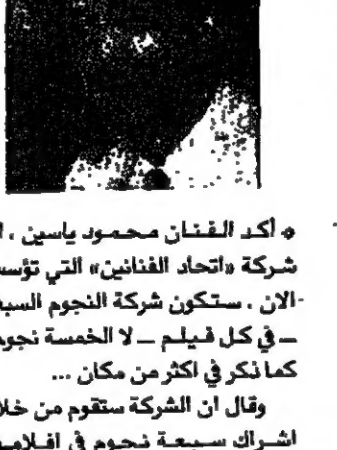 * أكد الفنان محمود ياسين ،
شركة «اتحاد الفنانين» التي تؤسس
الان . ستكون شركة النجوم
— في كل فيلم — لا الخمسة نجوم
كما ذكر في اكثر من مكان ...
وقال ان الشركة ستقوم من
اشراك سبعة نجوم في